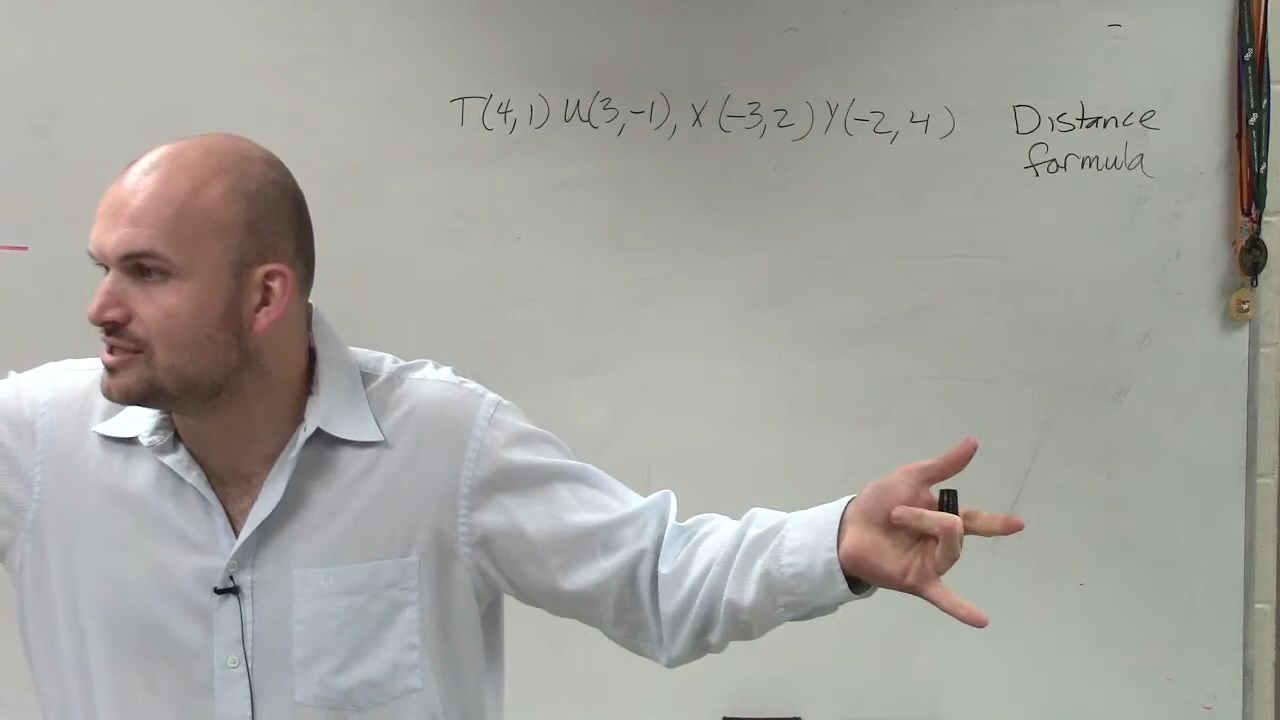 T(4,1) U(3,-1), X(-3,2) Y(-2,4) Distance
formula